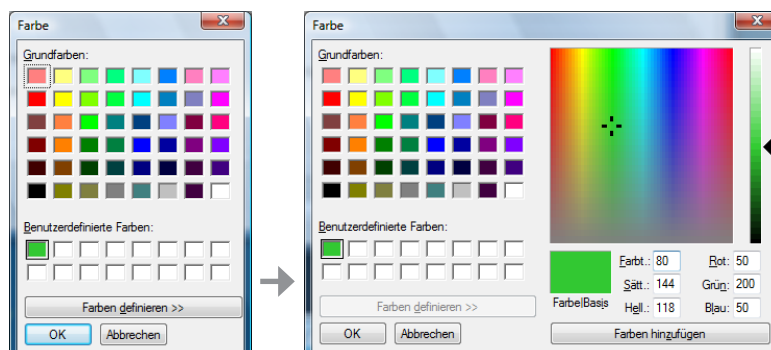 Farbe
Grundfarben:
Benutzerdefinierte Farben:
Farben definieren >>
OK Abbrechen
Farbe
Grundfarben:
Benutzerdefinierte Farben:
Farben definieren >>
OK Abbrechen
Farbe|Basis
Farbt.: 80 Rot: 50
Sätt.: 144 Grün: 200
Hell.: 118 Blau: 50
Farben hinzufügen